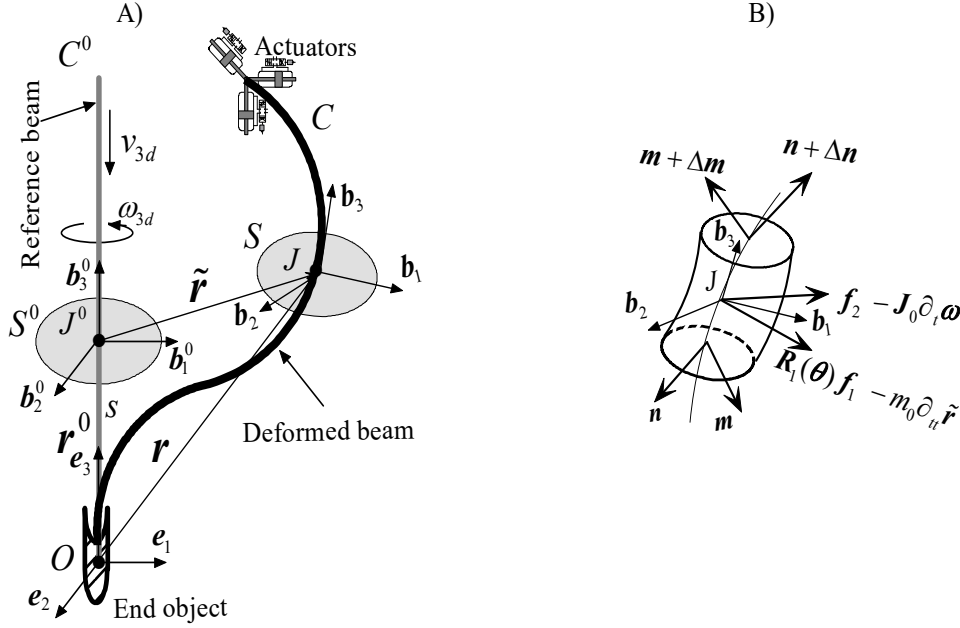 A)
B)
C⁰
Actuators
Reference beam
v₃d
C
ω₃d
b₃
S
J
b₁
b₂
b₃⁰
r̃
S⁰
J⁰
b₁⁰
b₂⁰
s
r⁰
r
Deformed beam
e₃
O
e₁
e₂
End object
m + Δm
n + Δn
b₃
J
b₂
b₁
f₂ − J₀∂ₜω
R₁(θ)f₁ − m₀∂ₜₜr̃
n
m